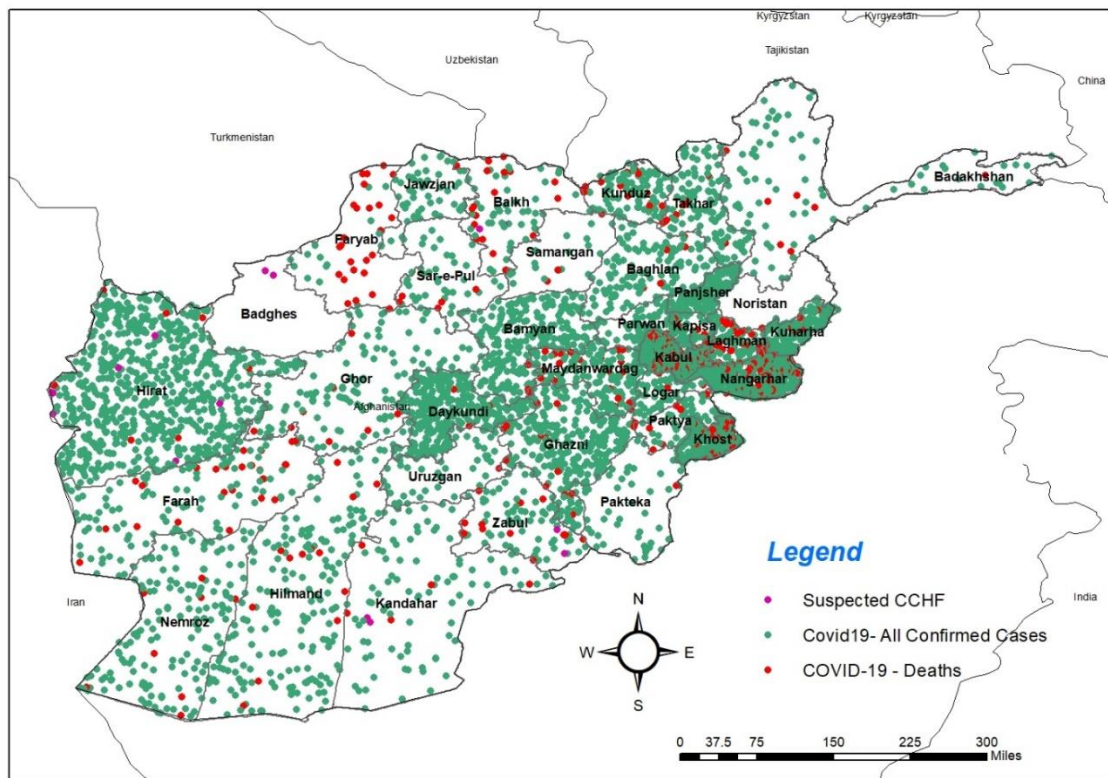 Kyrgyzstan
Kyrgyzstan
Tajikistan
Uzbekistan
China
Turkmenistan
Jawzjan
Balkh
Kunduz
Takhar
Badakhshan
Faryab
Samangan
Sar-e-Pul
Baghlan
Panjsher
Noristan
Badghes
Bamyan
Parwan
Kapisa
Kunarha
Laghman
Kabul
Maydanwardag
Nangarhar
Hirat
Ghor
Logar
Afghanistan
Daykundi
Paktya
Khost
Ghazni
Uruzgan
Farah
Pakteka
Zabul
Legend
Iran
Hilmand
Kandahar
Nemroz
India
Suspected CCHF
Covid19- All Confirmed Cases
COVID-19 - Deaths
N
W
E
S
0 37.5 75 150 225 300
Miles